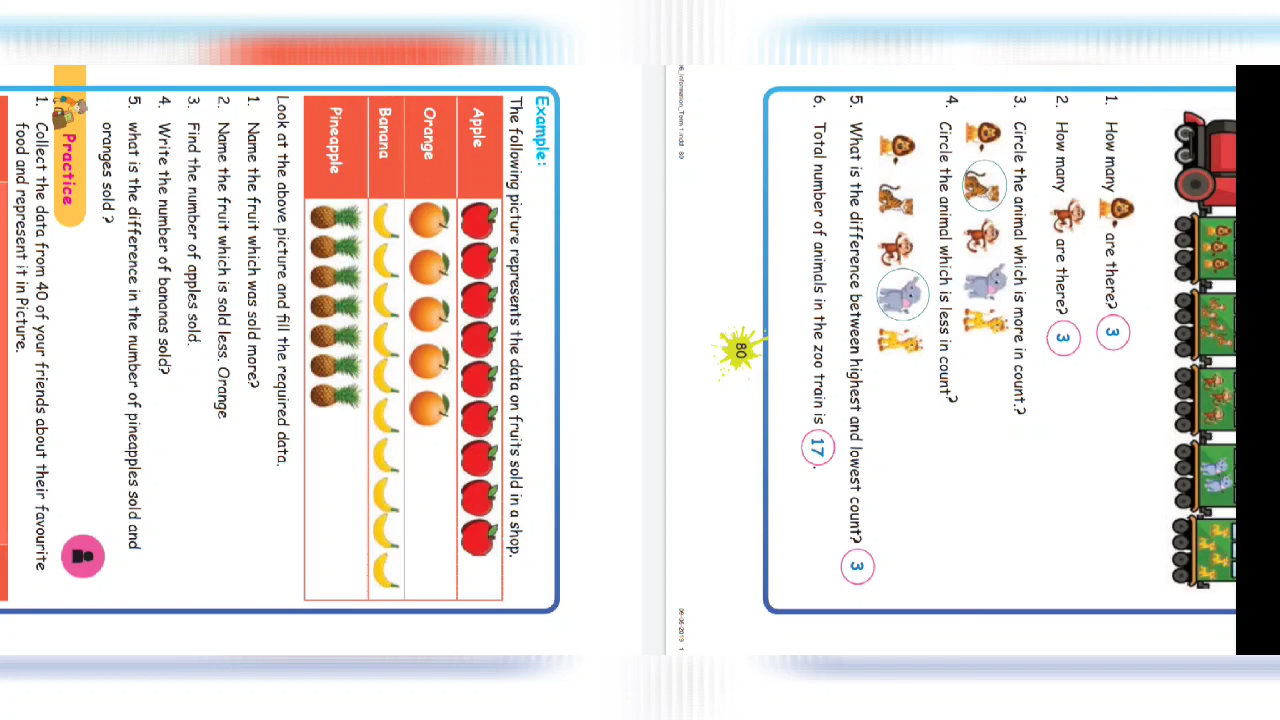 1. How many are there? 3
2. How many are there? 3
3. Circle the animal which is more in count.?
4. Circle the animal which is less in count?
5. What is the difference between highest and lowest count? 3
6. Total number of animals in the zoo train is 17.
80
06-06-2019 1
Example:
The following picture represents the data on fruits sold in a shop.
Apple
Orange
Banana
Pineapple
Look at the above picture and fill the required data.
1. Name the fruit which was sold more?
2. Name the fruit which is sold less. Orange
3. Find the number of apples sold.
4. Write the number of bananas sold?
5. what is the difference in the number of pineapples sold and
oranges sold ?
Practice
1. Collect the data from 40 of your friends about their favourite
food and represent it in Picture.